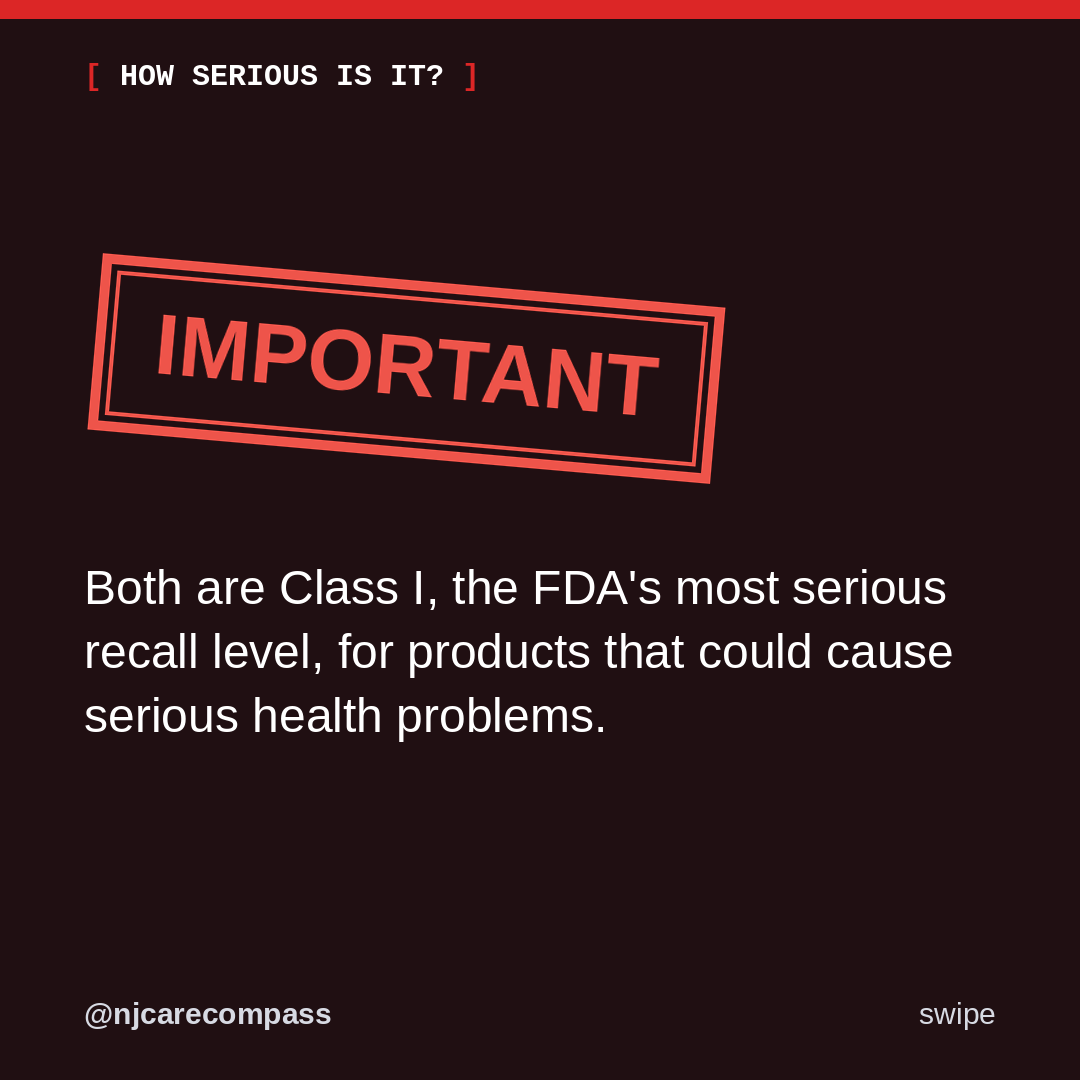 [ HOW SERIOUS IS IT? ]
IMPORTANT
Both are Class I, the FDA's most serious
recall level, for products that could cause
serious health problems.
@njcarecompass
swipe